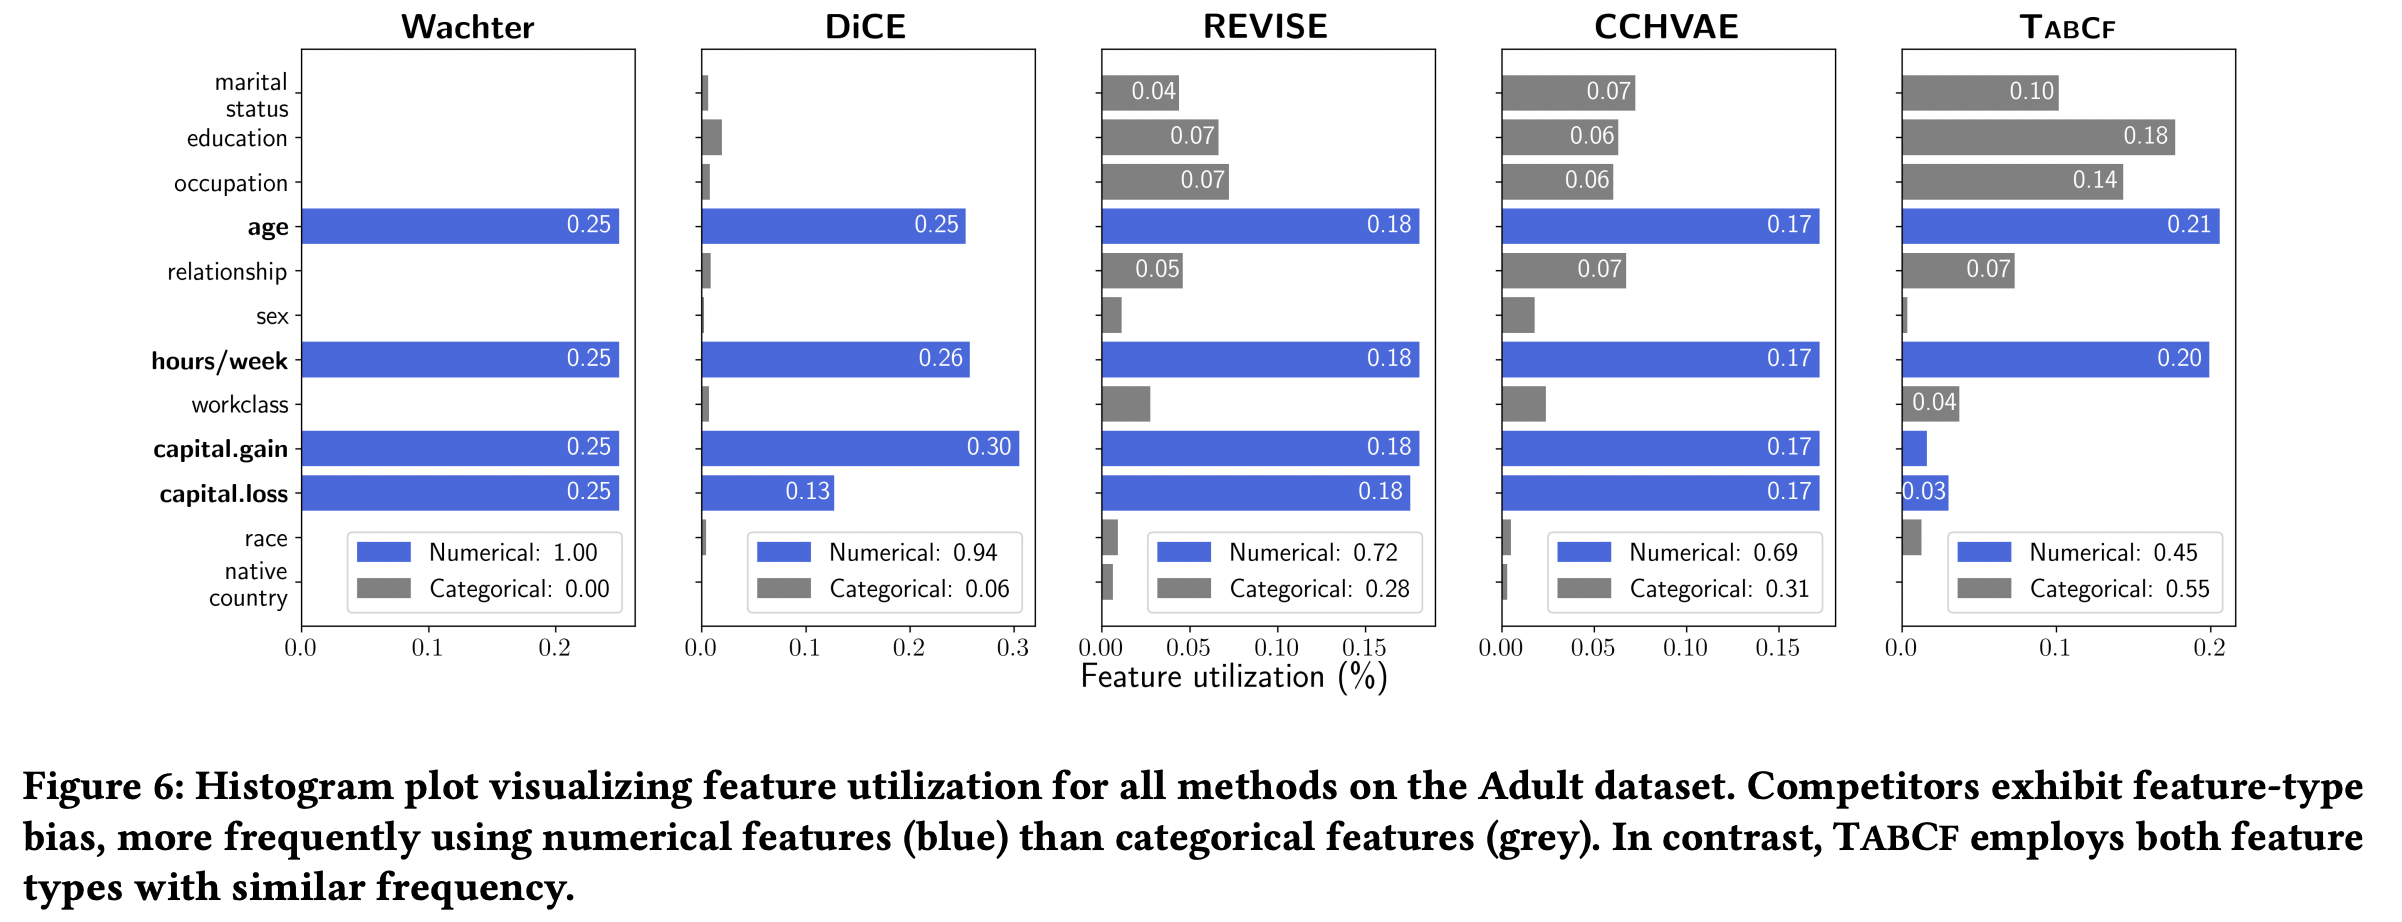 Wachter DiCE REVISE CCHVAE TABCF
marital
status
education
occupation
age
relationship
sex
hours/week
workclass
capital.gain
capital.loss
race
native
country
0.25
0.25
0.25
0.25
Numerical: 1.00
Categorical: 0.00
0.0 0.1 0.2
0.25
0.26
0.30
0.13
Numerical: 0.94
Categorical: 0.06
0.0 0.1 0.2 0.3
0.04
0.07
0.07
0.18
0.05
0.18
0.18
0.18
Numerical: 0.72
Categorical: 0.28
0.00 0.05 0.10 0.15
0.07
0.06
0.06
0.17
0.07
0.17
0.17
0.17
Numerical: 0.69
Categorical: 0.31
0.00 0.05 0.10 0.15
0.10
0.18
0.14
0.21
0.07
0.20
0.04
0.03
Numerical: 0.45
Categorical: 0.55
0.0 0.1 0.2
Feature utilization (%)
Figure 6: Histogram plot visualizing feature utilization for all methods on the Adult dataset. Competitors exhibit feature-type
bias, more frequently using numerical features (blue) than categorical features (grey). In contrast, TABCF employs both feature
types with similar frequency.